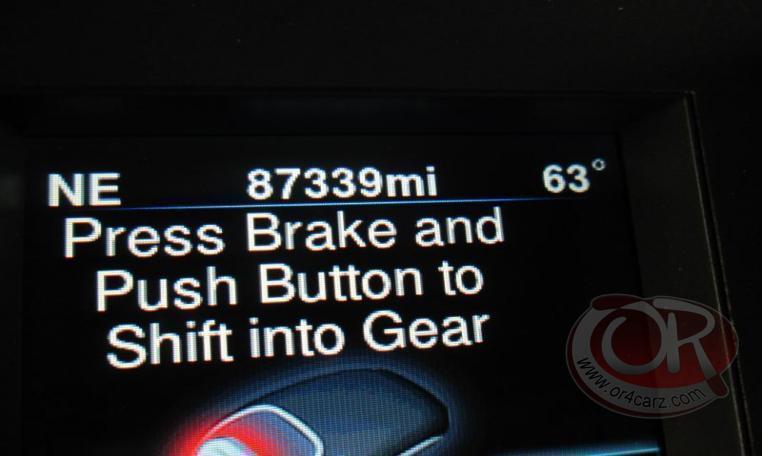 NE 87339mi 63°
Press Brake and
Push Button to
Shift into Gear
OR
www.or4carz.com